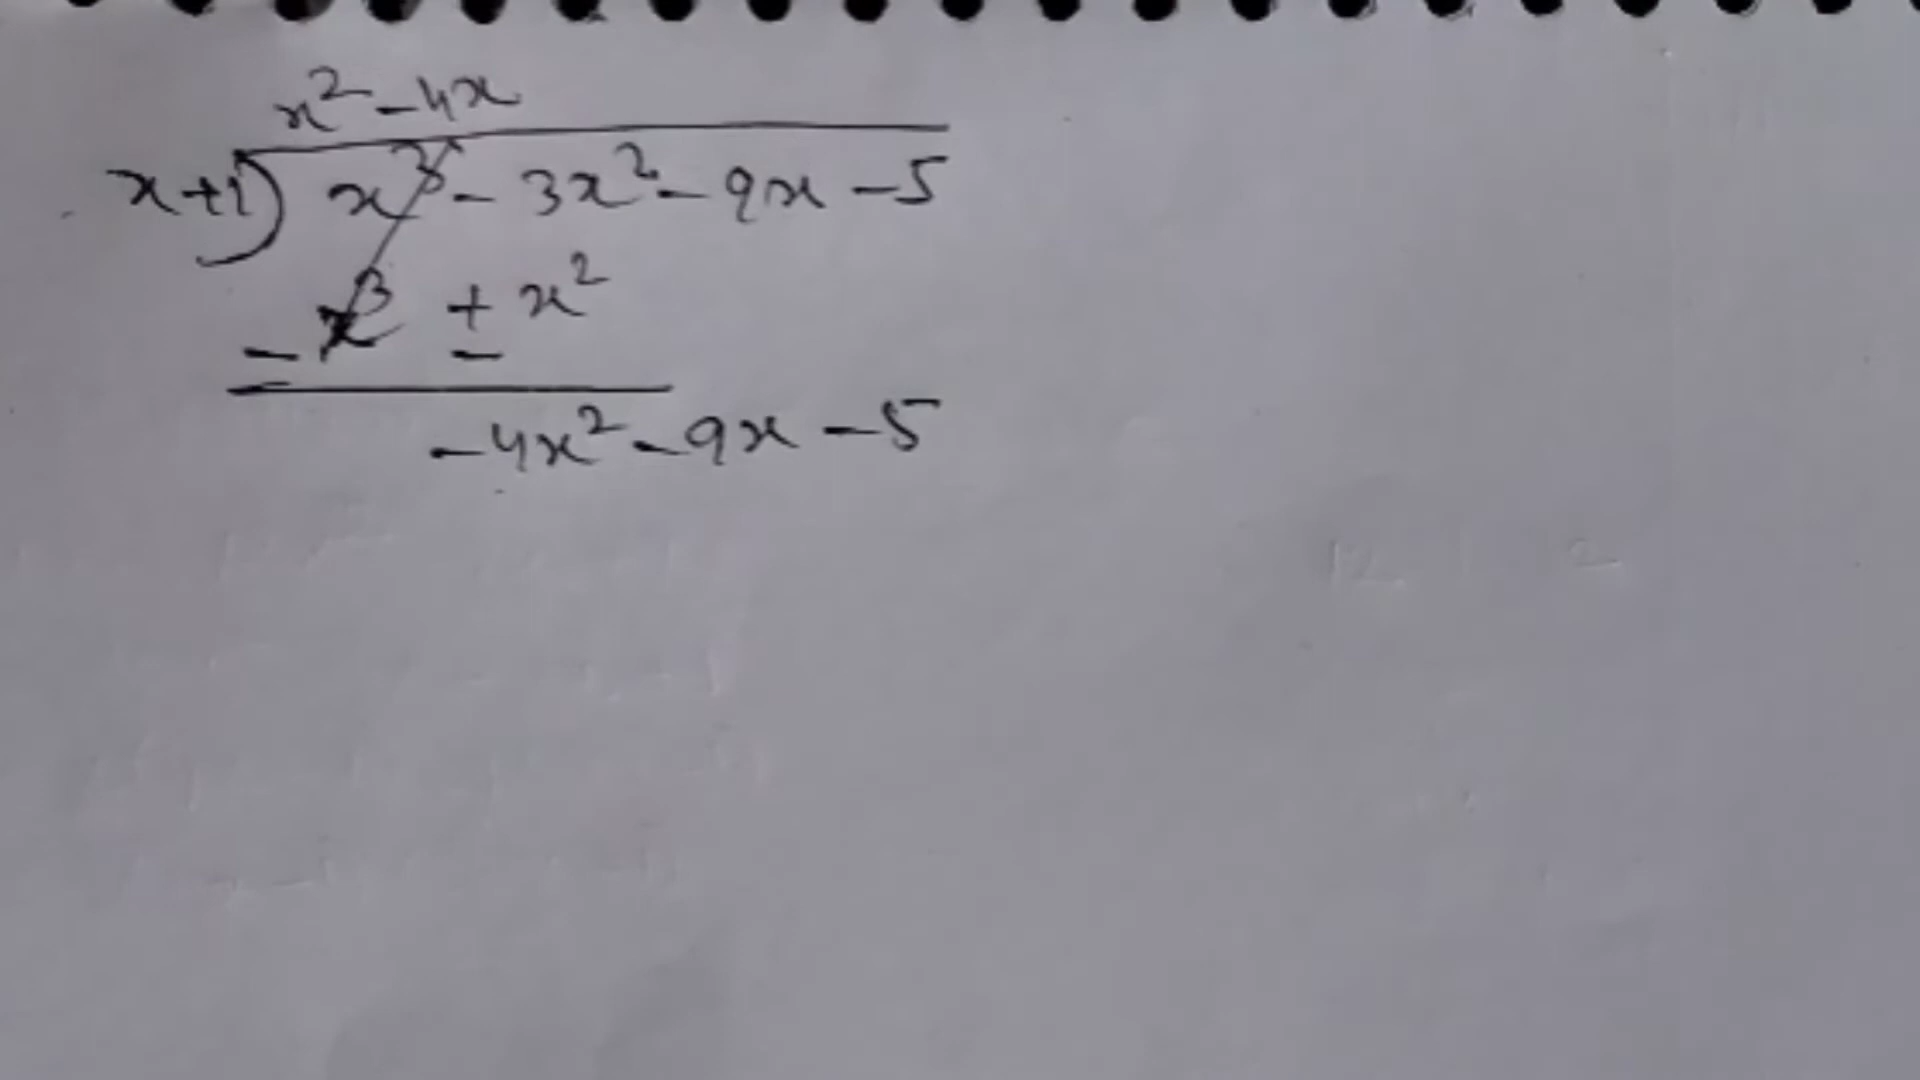 x² - 4x
x+1) x³ - 3x² - 9x - 5
x³ + x²
- -
-4x² - 9x - 5